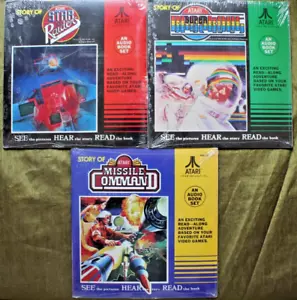 STORY OF
ATARI
Star
Raiders
ATARI
AN AUDIO
BOOK SET
AN EXCITING
READ-ALONG
ADVENTURE
BASED ON YOUR
FAVORITE ATARI
VIDEO GAMES.
SEE the pictures HEAR the story READ the book
STORY OF
ATARI
SUPER
BREAKOUT
ATARI
AN AUDIO
BOOK SET
AN EXCITING
READ-ALONG
ADVENTURE
BASED ON YOUR
FAVORITE ATARI
VIDEO GAMES.
SEE the pictures HEAR the story READ the book
STORY OF
ATARI
MISSILE
COMMAND
ATARI
AN AUDIO
BOOK SET
AN EXCITING
READ-ALONG
ADVENTURE
BASED ON YOUR
FAVORITE ATARI
VIDEO GAMES.
SEE the pictures HEAR the story READ the book